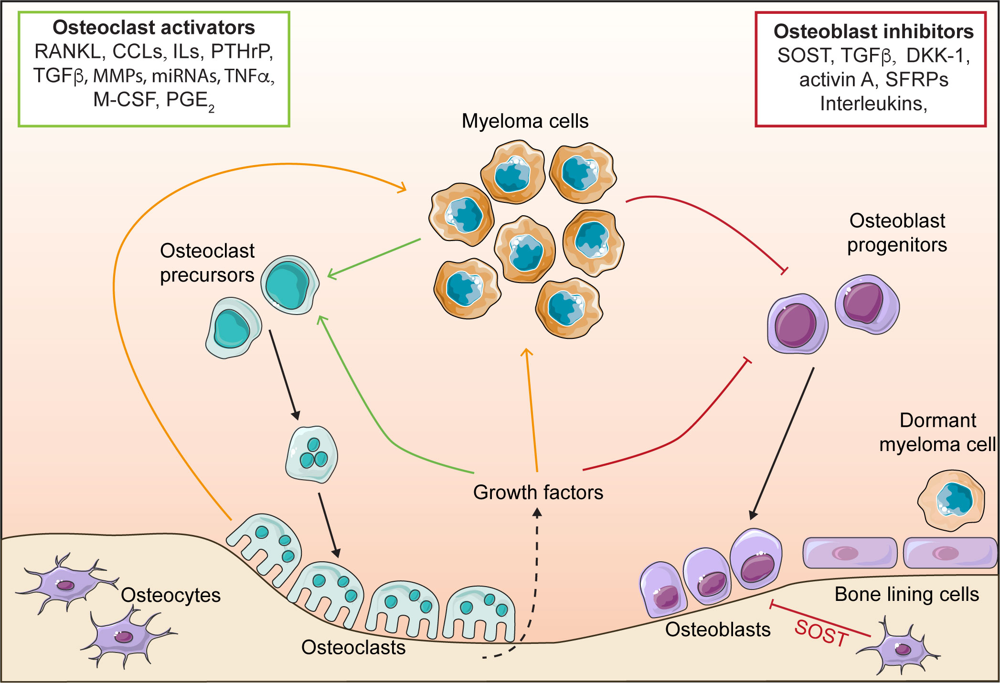 Osteoclast activators
RANKL, CCLs, ILs, PTHrP,
TGFβ, MMPs, miRNAs, TNFα,
M-CSF, PGE₂
Osteoblast inhibitors
SOST, TGFβ, DKK-1,
activin A, SFRPs
Interleukins,
Myeloma cells
Osteoclast
precursors
Osteoblast
progenitors
Dormant
myeloma cell
Growth factors
Osteocytes
Osteoclasts
Osteoblasts
Bone lining cells
SOST